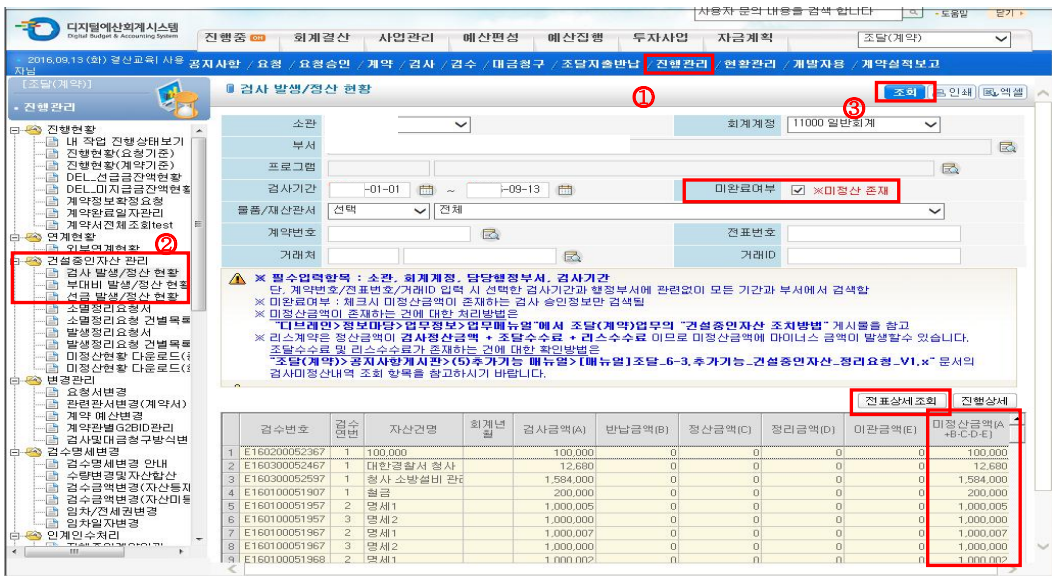 사용자 문의 내용을 검색 합니다
도움말 닫기
디지털예산회계시스템
Digital Budget & Accounting System
진행중 회계결산 사업관리 예산편성 예산집행 투자사업 자금계획 조달(계약)
2016,09,13 (화) 결산교육( 사용자님
공지사항 / 요청 / 요청승인 / 계약 / 검사 / 검수 / 대금청구 / 조달지출반납 / 진행관리 / 현황관리 / 개발자용 / 계약실적보고
[조달(계약)]
진행관리
검사 발생/정산 현황
① ③
조회 인쇄 엑셀
진행현황
내 작업 진행상태보기
진행현황(요청기준)
진행현황(계약기준)
DEL_선급금잔액현황
DEL_미지급금잔액현황
계약정보확정요청
계약완료일자관리
계약서전체조회test
연계현황
외부연계현황
②
건설중인자산 관리
검사 발생/정산 현황
부대비 발생/정산 현황
선금 발생/정산 현황
소멸정리요청서
소멸정리요청 건별목록
발생정리요청서
발생정리요청 건별목록
미정산현황 다운로드(
미정산현황 다운로드(
변경관리
요청서변경
관련관서변경(계약서)
계약 예산변경
계약관별G2BID관리
검사및대금청구방식변
검수명세변경
검수명세변경 안내
수량변경및자산합산
검수금액변경(자산등재
검수금액변경(자산미등
임차/전세권변경
임차일자변경
인계인수처리
소관 회계계정 11000 일반회계
부서
프로그램
검사기간 -01-01 ~ -09-13 미완료여부 ※미정산 존재
물품/재산관서 선택 전체
계약번호 전표번호
거래처 거래ID
※ 필수입력항목 : 소관, 회계계정, 담당행정부서, 검사기간
단, 계약번호/전표번호/거래ID 입력 시 선택한 검사기간과 행정부서에 관련없이 모든 기간과 부서에서 검색함
※ 미완료여부 : 체크시 미정산금액이 존재하는 검사 승인정보만 검색됨
※ 미정산금액이 존재하는 건에 대한 처리방법은
"디브레인>정보마당>업무정보>업무메뉴얼"에서 조달(계약)업무의 "건설중인자산 조치방법" 게시물을 참고
※ 리스계약은 정산금액이 검사정산금액 + 조달수수료 + 리스수수료 이므로 미정산금액에 마이너스 금액이 발생할수 있습니다.
조달수수료 및 리스수수료가 존재하는 건에 대한 확인방법은
"조달(계약)>공지사항게시판>(5)추가기능 매뉴얼>[매뉴얼]조달_6-3,추가기능_건설중인자산_정리요청_V1,x" 문서의
검사미정산내역 조회 항목을 참고하시기 바랍니다.
전표상세조회 진행상세
검수번호 검수연번 자산건명 회계년월 검사금액(A) 반납금액(B) 정산금액(C) 정리금액(D) 이관금액(E) 미정산금액(A+B-C-D-E)
1 E160200052367 1 100,000 100,000 0 0 0 0 100,000
2 E160300052467 1 대한경찰서 청사 12,680 0 0 0 0 12,680
3 E160300052597 1 청사 소방설비 관리 1,584,000 0 0 0 0 1,584,000
4 E160100051907 1 철금 200,000 0 0 0 0 200,000
5 E160100051957 2 명세1 1,000,005 0 0 0 0 1,000,005
6 E160100051957 3 명세2 1,000,000 0 0 0 0 1,000,000
7 E160100051967 2 명세1 1,000,007 0 0 0 0 1,000,007
8 E160100051967 3 명세2 1,000,000 0 0 0 0 1,000,000
9 E160100051968 2 명세1 1,000,002 0 0 0 0 1,000,002